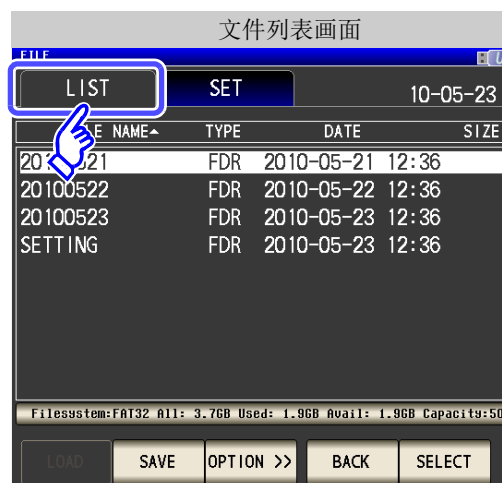 文件列表画面
FILE
LIST SET 10-05-23
NAME▲ TYPE DATE SIZE
FDR 2010-05-21 12:36
20100522 FDR 2010-05-22 12:36
20100523 FDR 2010-05-23 12:36
SETTING FDR 2010-05-23 12:36
Filesystem:FAT32 All: 3.7GB Used: 1.9GB Avail: 1.9GB Capacity:50
LOAD SAVE OPTION >> BACK SELECT